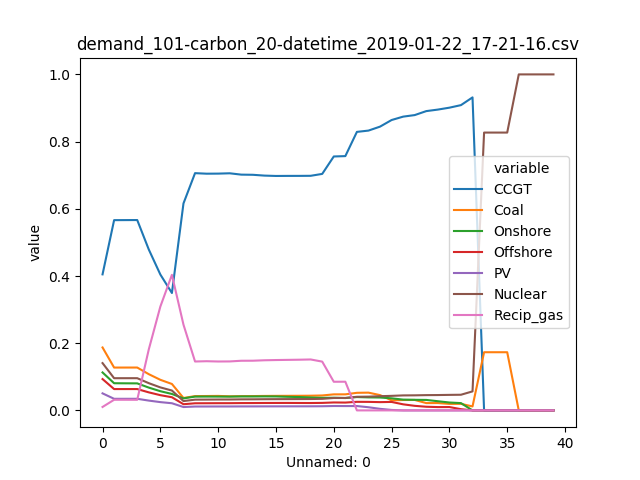 demand_101-carbon_20-datetime_2019-01-22_17-21-16.csv
1.0
0.8
0.6
0.4
0.2
0.0
value
variable
CCGT
Coal
Onshore
Offshore
PV
Nuclear
Recip_gas
0 5 10 15 20 25 30 35 40
Unnamed: 0